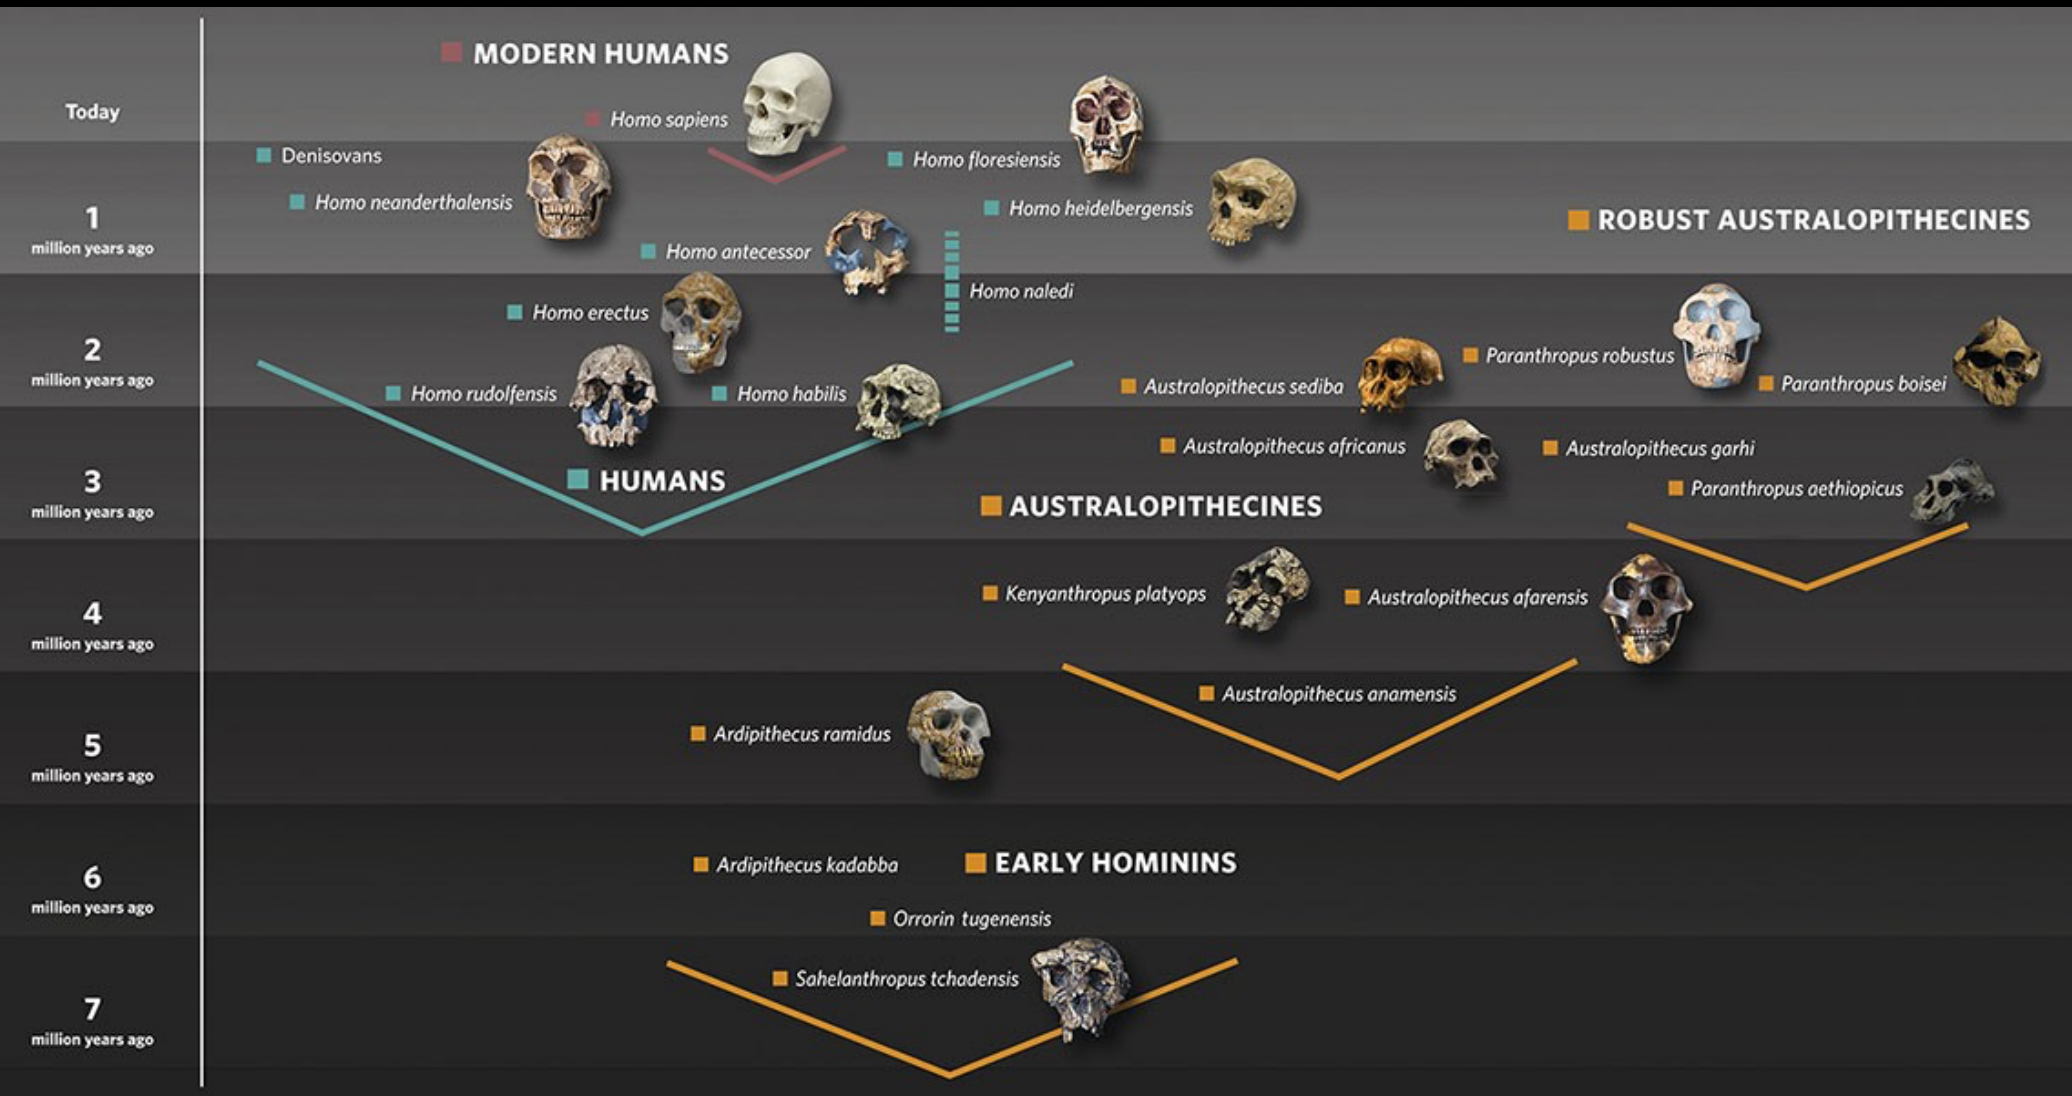 MODERN HUMANS
Today
Homo sapiens
Denisovans
Homo floresiensis
Homo neanderthalensis
Homo heidelbergensis
1
million years ago
ROBUST AUSTRALOPITHECINES
Homo antecessor
Homo naledi
Homo erectus
2
million years ago
Paranthropus robustus
Australopithecus sediba
Paranthropus boisei
Homo rudolfensis
Homo habilis
Australopithecus africanus
Australopithecus garhi
3
million years ago
HUMANS
Paranthropus aethiopicus
AUSTRALOPITHECINES
Kenyanthropus platyops
Australopithecus afarensis
4
million years ago
Australopithecus anamensis
Ardipithecus ramidus
5
million years ago
Ardipithecus kadabba
EARLY HOMININS
6
million years ago
Orrorin tugenensis
Sahelanthropus tchadensis
7
million years ago